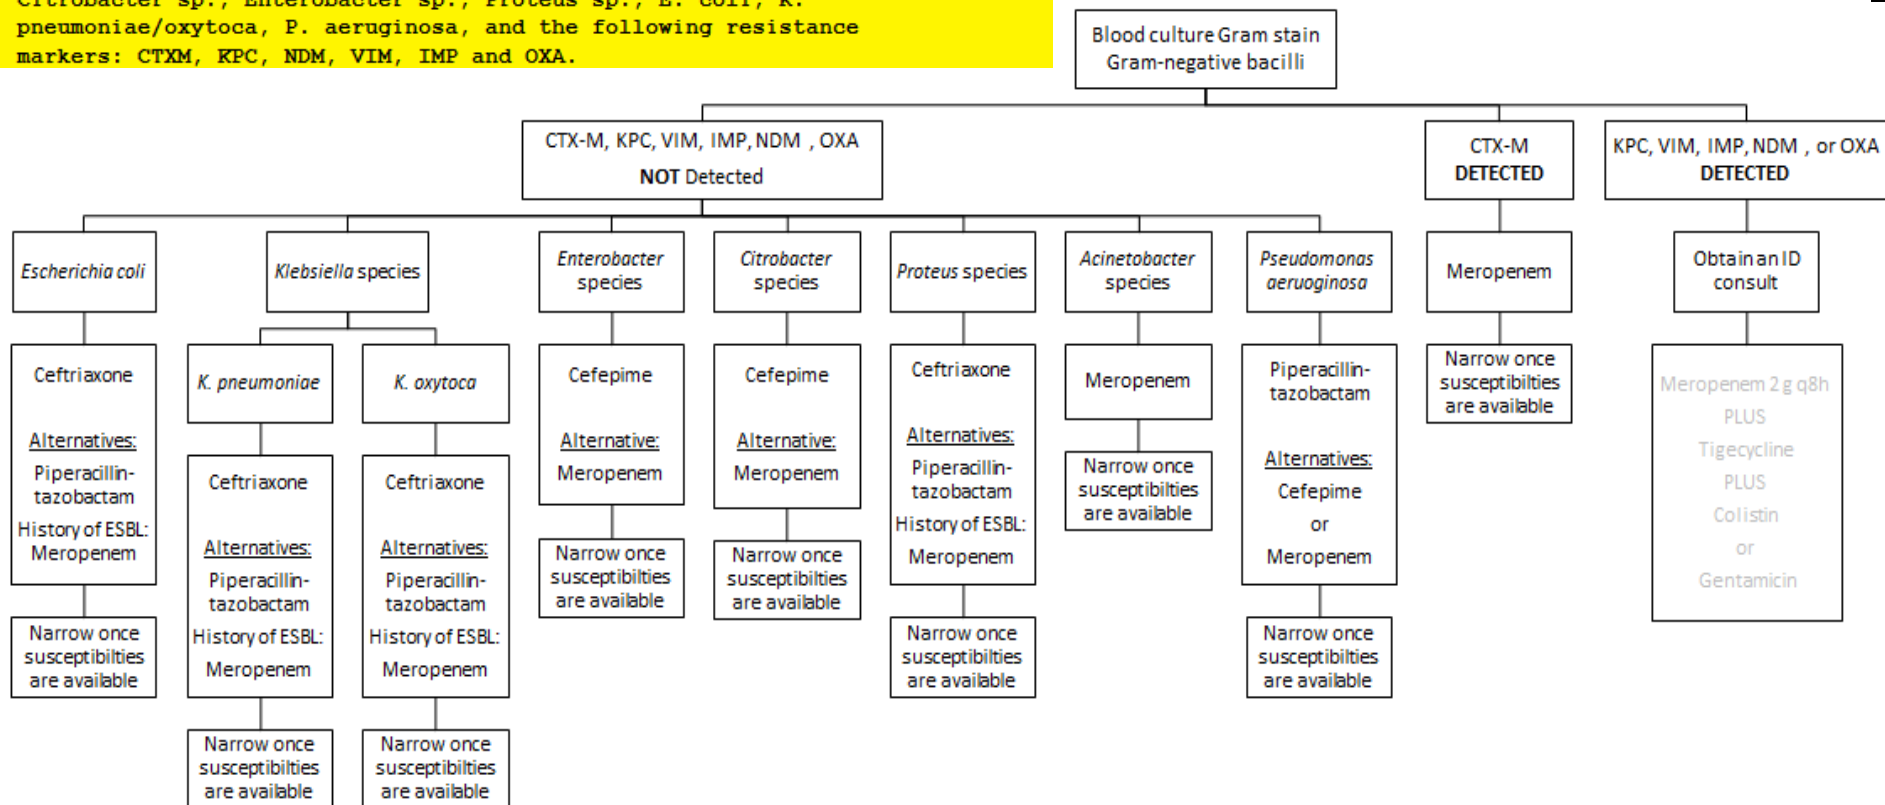 Citrobacter sp., Enterobacter sp., Proteus sp., E. coli, K.
pneumoniae/oxytoca, P. aeruginosa, and the following resistance
markers: CTXM, KPC, NDM, VIM, IMP and OXA.
Blood culture Gram stain
Gram-negative bacilli
CTX-M, KPC, VIM, IMP, NDM , OXA
NOT Detected
CTX-M
DETECTED
KPC, VIM, IMP, NDM , or OXA
DETECTED
Escherichia coli
Klebsiella species
Enterobacter
species
Citrobacter
species
Proteus species
Acinetobacter
species
Pseudomonas
aeruoginosa
Meropenem
Obtain an ID
consult
Ceftriaxone
Alternatives:
Piperacillin-
tazobactam
History of ESBL:
Meropenem
Narrow once
susceptibilties
are available
K. pneumoniae
Ceftriaxone
Alternatives:
Piperacillin-
tazobactam
History of ESBL:
Meropenem
Narrow once
susceptibilties
are available
K. oxytoca
Ceftriaxone
Alternatives:
Piperacillin-
tazobactam
History of ESBL:
Meropenem
Narrow once
susceptibilties
are available
Cefepime
Alternative:
Meropenem
Narrow once
susceptibilties
are available
Cefepime
Alternative:
Meropenem
Narrow once
susceptibilties
are available
Ceftriaxone
Alternatives:
Piperacillin-
tazobactam
History of ESBL:
Meropenem
Narrow once
susceptibilties
are available
Meropenem
Narrow once
susceptibilties
are available
Piperacillin-
tazobactam
Alternatives:
Cefepime
or
Meropenem
Narrow once
susceptibilties
are available
Narrow once
susceptibilties
are available
Meropenem 2 g q8h
PLUS
Tigecycline
PLUS
Colistin
or
Gentamicin